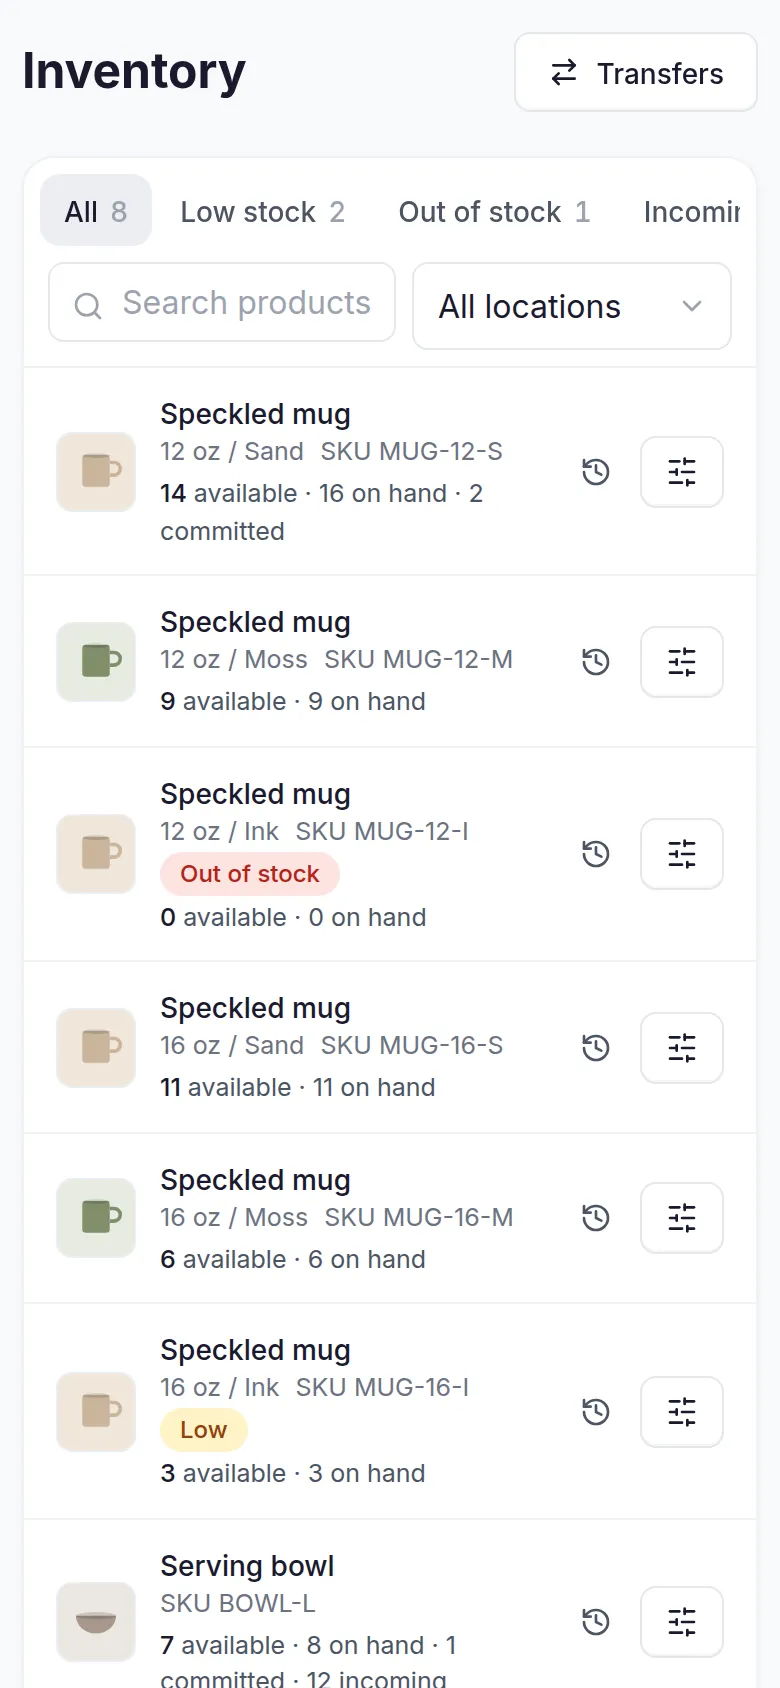 Inventory
Transfers
All 8
Low stock 2
Out of stock 1
Incomin
Search products
All locations
Speckled mug
12 oz / Sand SKU MUG-12-S
14 available · 16 on hand · 2
committed
Speckled mug
12 oz / Moss SKU MUG-12-M
9 available · 9 on hand
Speckled mug
12 oz / Ink SKU MUG-12-I
Out of stock
0 available · 0 on hand
Speckled mug
16 oz / Sand SKU MUG-16-S
11 available · 11 on hand
Speckled mug
16 oz / Moss SKU MUG-16-M
6 available · 6 on hand
Speckled mug
16 oz / Ink SKU MUG-16-I
Low
3 available · 3 on hand
Serving bowl
SKU BOWL-L
7 available · 8 on hand · 1
committed · 12 incoming